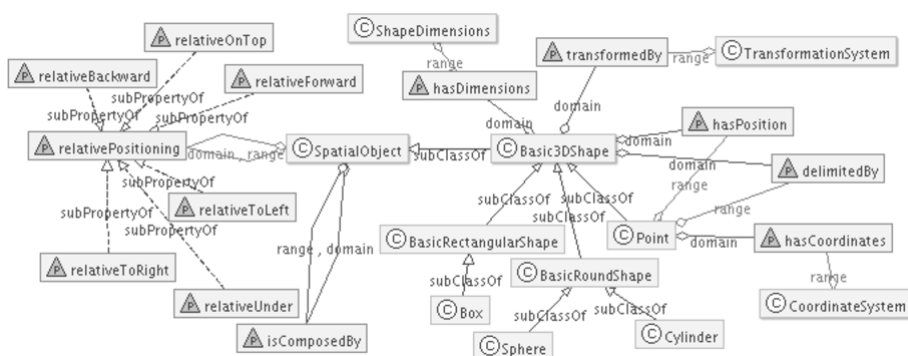 C ShapeDimensions
P relativeOnTop
P transformedBy
range
C TransformationSystem
range
P relativeBackward
P relativeForward
P hasDimensions
subPropertyOf
subPropertyOf
subPropertyOf
domain
domain
P hasPosition
P relativePositioning
domain , range
C SpatialObject
subClassOf
C Basic3DShape
domain
domain
P delimitedBy
subPropertyOf
subPropertyOf
subPropertyOf
P relativeToLeft
subClassOf
subClassOf
subClassOf
range
range
range , domain
C BasicRectangularShape
C Point
domain
P hasCoordinates
P relativeToRight
C BasicRoundShape
range
subClassOf
P relativeUnder
C Box
subClassOf
subClassOf
C CoordinateSystem
P isComposedBy
C Sphere
C Cylinder